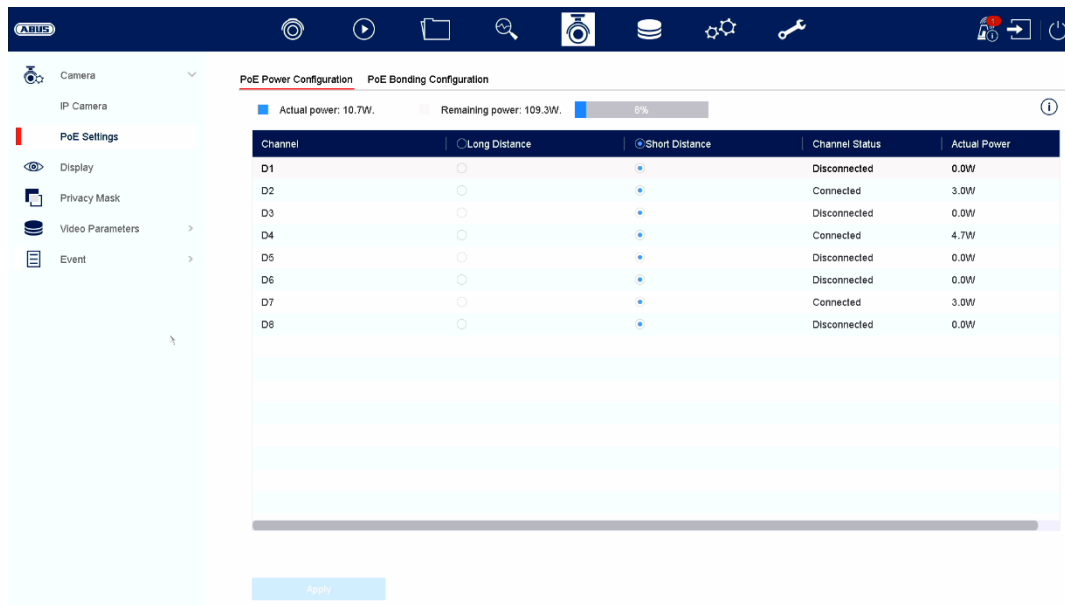 ABUS
1
Camera
IP Camera
PoE Settings
Display
Privacy Mask
Video Parameters
Event
PoE Power Configuration PoE Bonding Configuration
Actual power: 10.7W. Remaining power: 109.3W. 8%
Channel Long Distance Short Distance Channel Status Actual Power
D1 Disconnected 0.0W
D2 Connected 3.0W
D3 Disconnected 0.0W
D4 Connected 4.7W
D5 Disconnected 0.0W
D6 Disconnected 0.0W
D7 Connected 3.0W
D8 Disconnected 0.0W
Apply